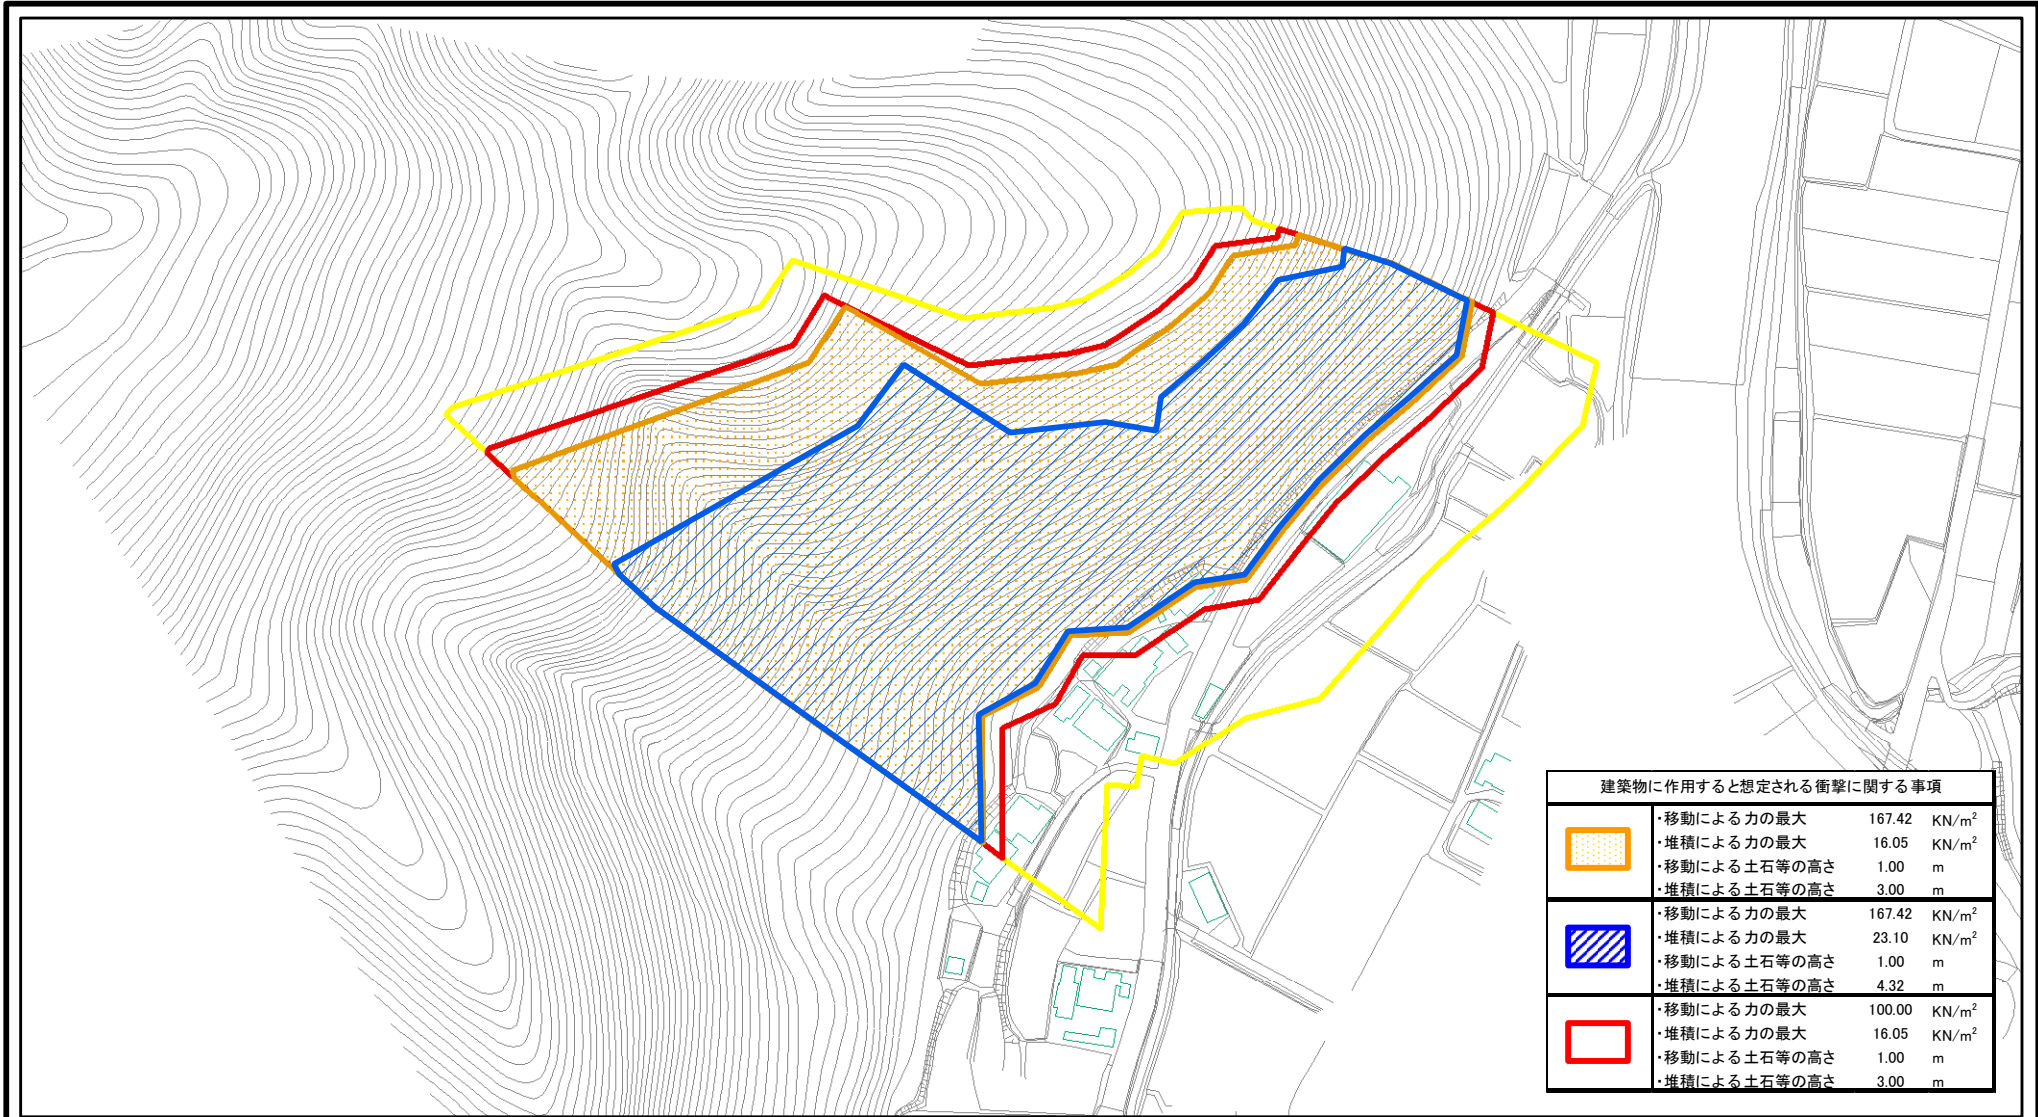 建築物に作用すると想定される衝撃に関する事項
・移動による力の最大 167.42 KN/m²
・堆積による力の最大 16.05 KN/m²
・移動による土石等の高さ 1.00 m
・堆積による土石等の高さ 3.00 m
・移動による力の最大 167.42 KN/m²
・堆積による力の最大 23.10 KN/m²
・移動による土石等の高さ 1.00 m
・堆積による土石等の高さ 4.32 m
・移動による力の最大 100.00 KN/m²
・堆積による力の最大 16.05 KN/m²
・移動による土石等の高さ 1.00 m
・堆積による土石等の高さ 3.00 m